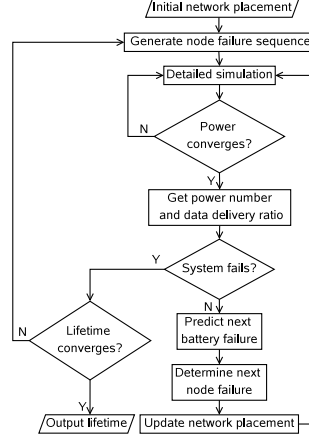 Initial network placement
Generate node failure sequence
Detailed simulation
N
Power
converges?
Y
Get power number
and data delivery ratio
Y
System fails?
N
N
Lifetime
converges?
Predict next
battery failure
Determine next
node failure
Y
Output lifetime
Update network placement